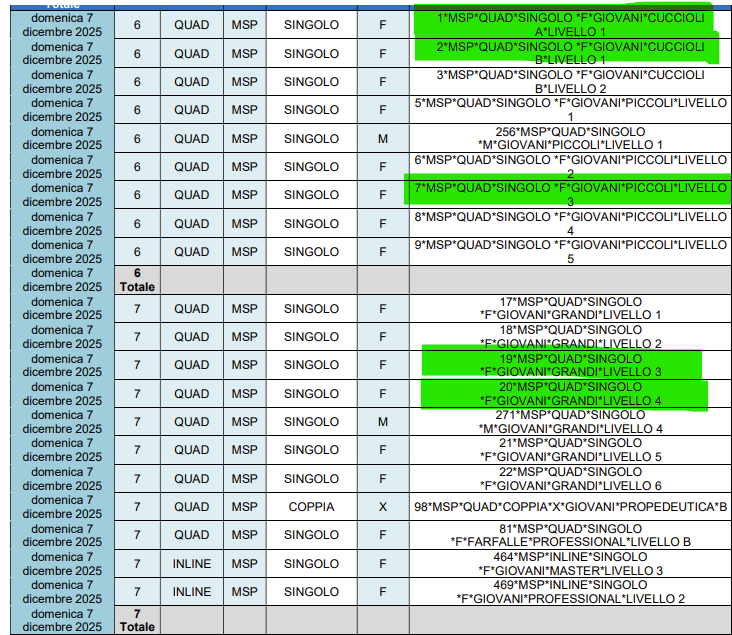 Totale
domenica 7 dicembre 2025 6 QUAD MSP SINGOLO F 1*MSP*QUAD*SINGOLO *F*GIOVANI*CUCCIOLI A*LIVELLO 1
domenica 7 dicembre 2025 6 QUAD MSP SINGOLO F 2*MSP*QUAD*SINGOLO *F*GIOVANI*CUCCIOLI B*LIVELLO 1
domenica 7 dicembre 2025 6 QUAD MSP SINGOLO F 3*MSP*QUAD*SINGOLO *F*GIOVANI*CUCCIOLI B*LIVELLO 2
domenica 7 dicembre 2025 6 QUAD MSP SINGOLO F 5*MSP*QUAD*SINGOLO *F*GIOVANI*PICCOLI*LIVELLO 1
domenica 7 dicembre 2025 6 QUAD MSP SINGOLO M 256*MSP*QUAD*SINGOLO *M*GIOVANI*PICCOLI*LIVELLO 1
domenica 7 dicembre 2025 6 QUAD MSP SINGOLO F 6*MSP*QUAD*SINGOLO *F*GIOVANI*PICCOLI*LIVELLO 2
domenica 7 dicembre 2025 6 QUAD MSP SINGOLO F 7*MSP*QUAD*SINGOLO *F*GIOVANI*PICCOLI*LIVELLO 3
domenica 7 dicembre 2025 6 QUAD MSP SINGOLO F 8*MSP*QUAD*SINGOLO *F*GIOVANI*PICCOLI*LIVELLO 4
domenica 7 dicembre 2025 6 QUAD MSP SINGOLO F 9*MSP*QUAD*SINGOLO *F*GIOVANI*PICCOLI*LIVELLO 5
domenica 7 dicembre 2025 6 Totale
domenica 7 dicembre 2025 7 QUAD MSP SINGOLO F 17*MSP*QUAD*SINGOLO *F*GIOVANI*GRANDI*LIVELLO 1
domenica 7 dicembre 2025 7 QUAD MSP SINGOLO F 18*MSP*QUAD*SINGOLO *F*GIOVANI*GRANDI*LIVELLO 2
domenica 7 dicembre 2025 7 QUAD MSP SINGOLO F 19*MSP*QUAD*SINGOLO *F*GIOVANI*GRANDI*LIVELLO 3
domenica 7 dicembre 2025 7 QUAD MSP SINGOLO F 20*MSP*QUAD*SINGOLO *F*GIOVANI*GRANDI*LIVELLO 4
domenica 7 dicembre 2025 7 QUAD MSP SINGOLO M 271*MSP*QUAD*SINGOLO *M*GIOVANI*GRANDI*LIVELLO 4
domenica 7 dicembre 2025 7 QUAD MSP SINGOLO F 21*MSP*QUAD*SINGOLO *F*GIOVANI*GRANDI*LIVELLO 5
domenica 7 dicembre 2025 7 QUAD MSP SINGOLO F 22*MSP*QUAD*SINGOLO *F*GIOVANI*GRANDI*LIVELLO 6
domenica 7 dicembre 2025 7 QUAD MSP COPPIA X 98*MSP*QUAD*COPPIA*X*GIOVANI*PROPEDEUTICA*B
domenica 7 dicembre 2025 7 QUAD MSP SINGOLO F 81*MSP*QUAD*SINGOLO *F*FARFALLE*PROFESSIONAL*LIVELLO B
domenica 7 dicembre 2025 7 INLINE MSP SINGOLO F 464*MSP*INLINE*SINGOLO *F*GIOVANI*MASTER*LIVELLO 3
domenica 7 dicembre 2025 7 INLINE MSP SINGOLO F 469*MSP*INLINE*SINGOLO *F*GIOVANI*PROFESSIONAL*LIVELLO 2
domenica 7 dicembre 2025 7 Totale